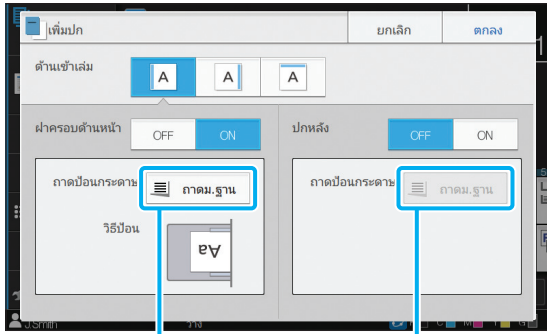 เพิ่มปก
ยกเลิก
ตกลง
ด้านเข้าเล่ม
A
A
A
ฝาครอบด้านหน้า
OFF
ON
ปกหลัง
OFF
ON
ถาดป้อนกระดาษ
ถาดม.ฐาน
ถาดป้อนกระดาษ
ถาดม.ฐาน
วิธีป้อน
Aa
J.Smith
ว่าง
C
M
Y
G